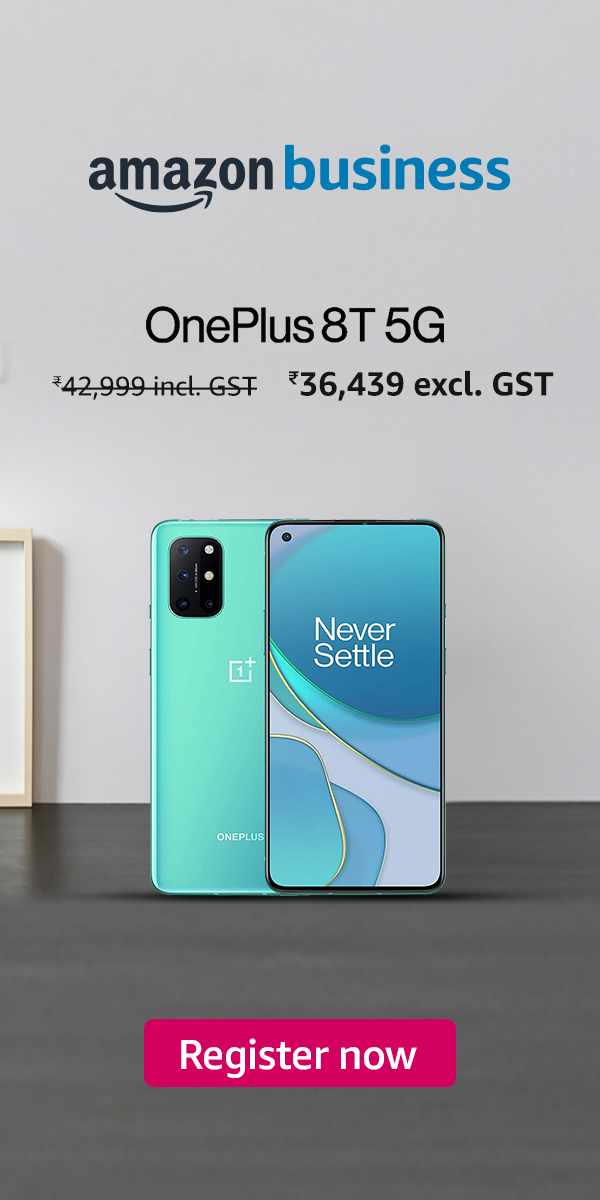 amazon business
OnePlus 8T 5G
₹42,999 incl. GST ₹36,439 excl. GST
Never
Settle
ONEPLUS
Register now